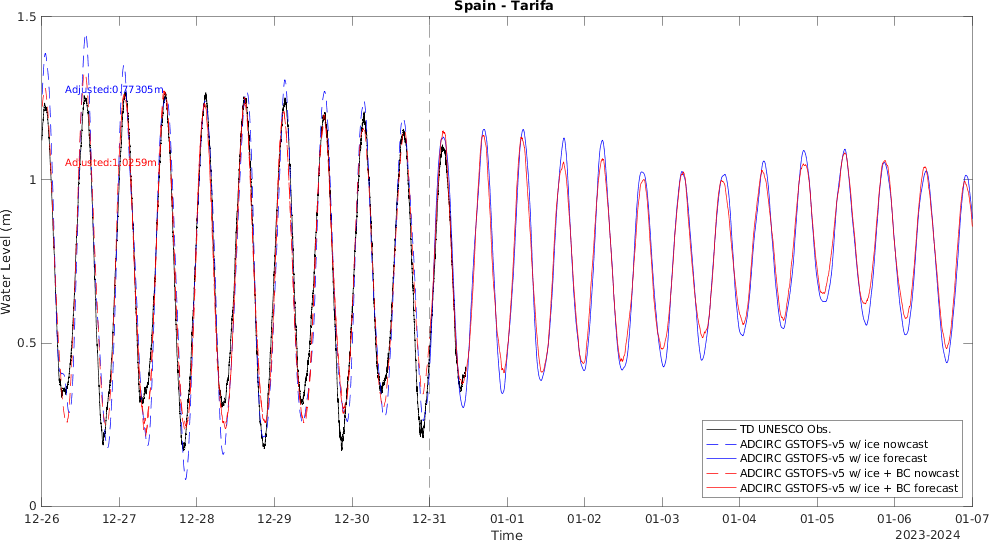 Spain - Tarifa
1.5
1
0.5
0
Water Level (m)
Adjusted:0.77305m
Adjusted:1.0259m
TD UNESCO Obs.
ADCIRC GSTOFS-v5 w/ ice nowcast
ADCIRC GSTOFS-v5 w/ ice forecast
ADCIRC GSTOFS-v5 w/ ice + BC nowcast
ADCIRC GSTOFS-v5 w/ ice + BC forecast
12-26 12-27 12-28 12-29 12-30 12-31 01-01 01-02 01-03 01-04 01-05 01-06 01-07
Time
2023-2024